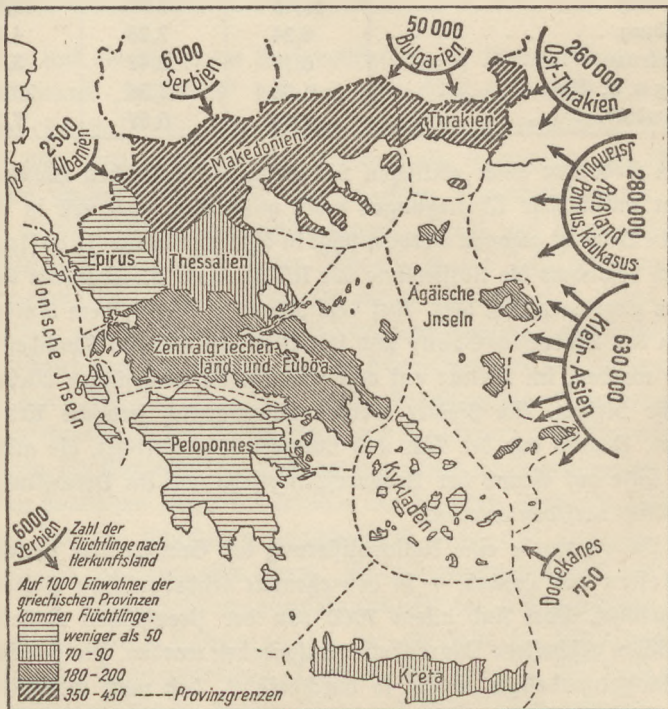 6000
Serbien
50 000
Bulgarien
260 000
Ost-Thrakien
2500
Albanien
Makedonien
Thrakien
280 000
Rußland
Jstanbul, Pontus, Kaukasus
Epirus
Thessalien
Jonische Jnseln
Ägäische
Jnseln
Zentralgriechen-
land und Euböa
Klein-Asien
630 000
Peloponnes
Kykladen
Dodekanes
750
Kreta
6000
Serbien
Zahl der
Flüchtlinge nach
Herkunftsland
Auf 1000 Einwohner der
griechischen Provinzen
kommen Flüchtlinge:
weniger als 50
70-90
180-200
350-450
Provinzgrenzen